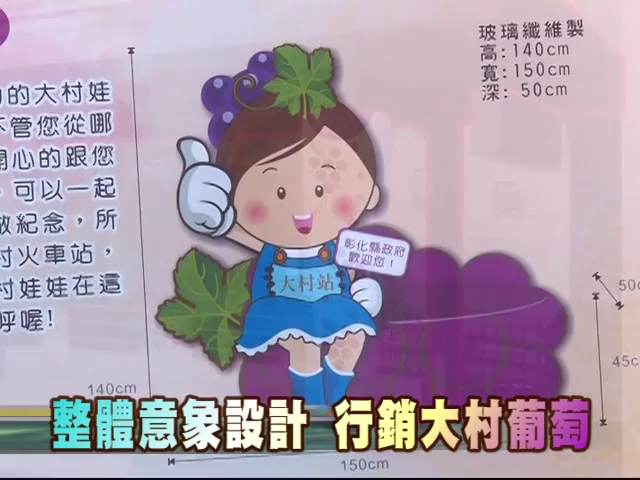 玻璃纖維製
高:140cm
寬:150cm
深: 50cm
的大村娃
不管您從哪
開心的跟您
，可以一起
做紀念，所
村火車站，
村娃娃在這
呼喔!
彰化縣政府
歡迎您！
大村站
140cm
150cm
45c
整體意象設計 行銷大村葡萄